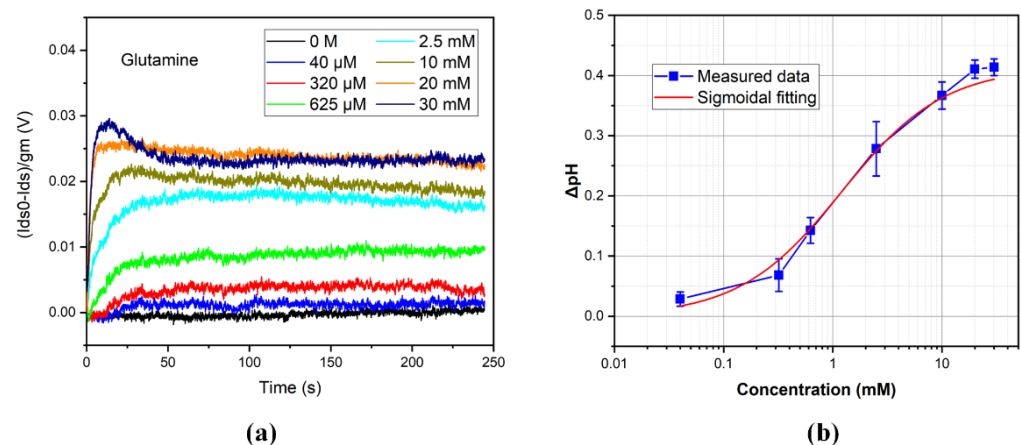 Glutamine
0 M
40 µM
320 µM
625 µM
2.5 mM
10 mM
20 mM
30 mM
(Ids0-Ids)/gm (V)
0.04
0.03
0.02
0.01
0.00
0
50
100
150
200
250
Time (s)
(a)
Measured data
Sigmoidal fitting
ΔpH
0.5
0.4
0.3
0.2
0.1
0.0
0.01
0.1
1
10
Concentration (mM)
(b)